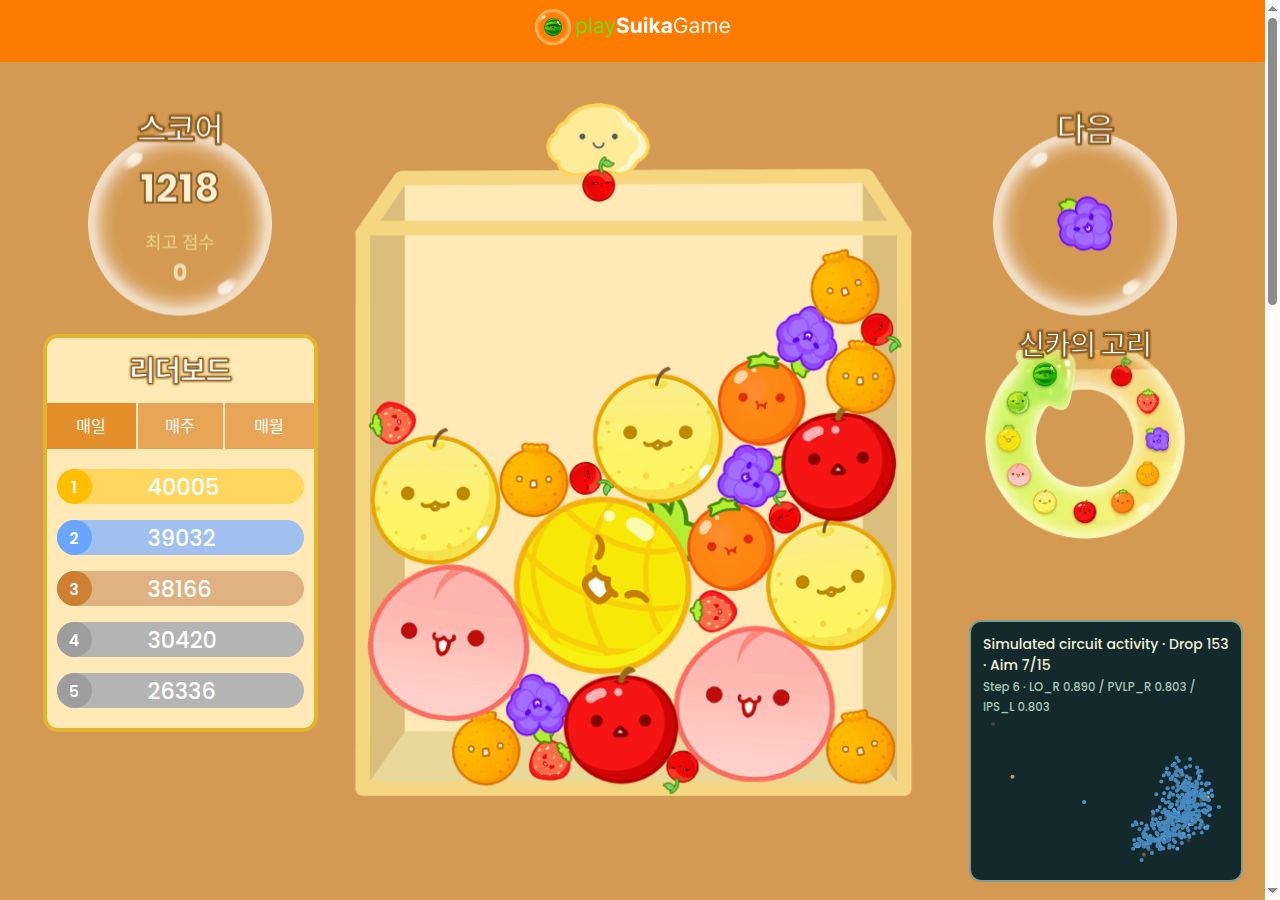 playSuikaGame
스코어
1218
최고 점수
0
다음
리더보드
매일 매주 매월
1 40005
2 39032
3 38166
4 30420
5 26336
신카의 고리
Simulated circuit activity · Drop 153
· Aim 7/15
Step 6 · LO_R 0.890 / PVLP_R 0.803 /
IPS_L 0.803